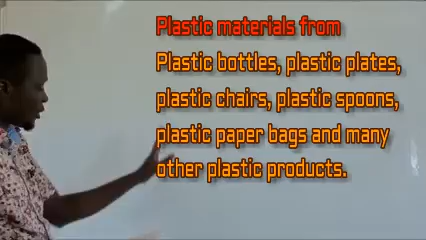 Plastic materials from
Plastic bottles, plastic plates,
plastic chairs, plastic spoons,
plastic paper bags and many
other plastic products.